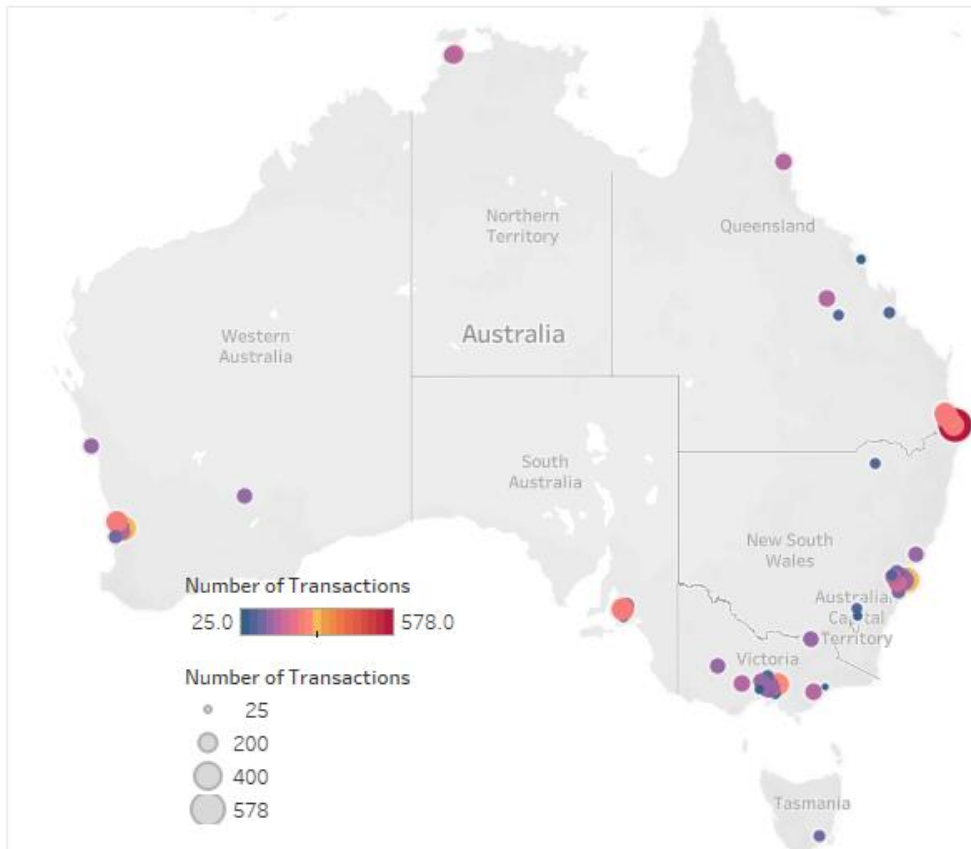 Northern
Territory
Queensland
Western
Australia
Australia
South
Australia
New South
Wales
Number of Transactions
25.0
578.0
Australian
Capital
Territory
Victoria
Number of Transactions
25
200
400
578
Tasmania